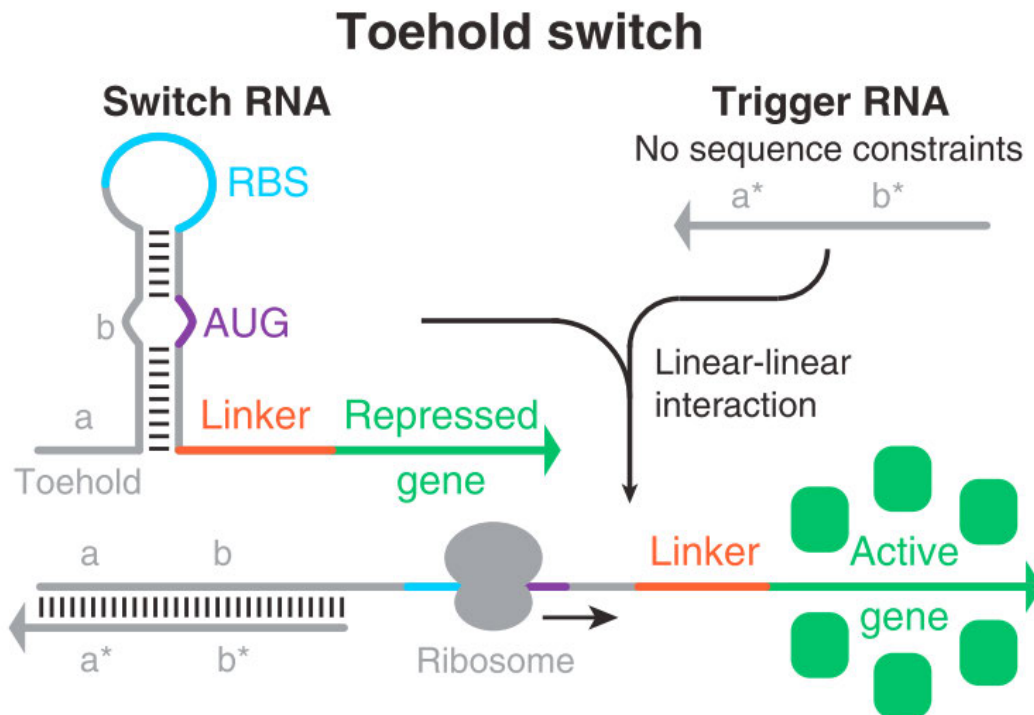 Toehold switch
Switch RNA
RBS
b
AUG
a
Linker
Repressed
Toehold
gene
Trigger RNA
No sequence constraints
a* b*
Linear-linear
interaction
a b
a* b*
Ribosome
Linker
Active
gene